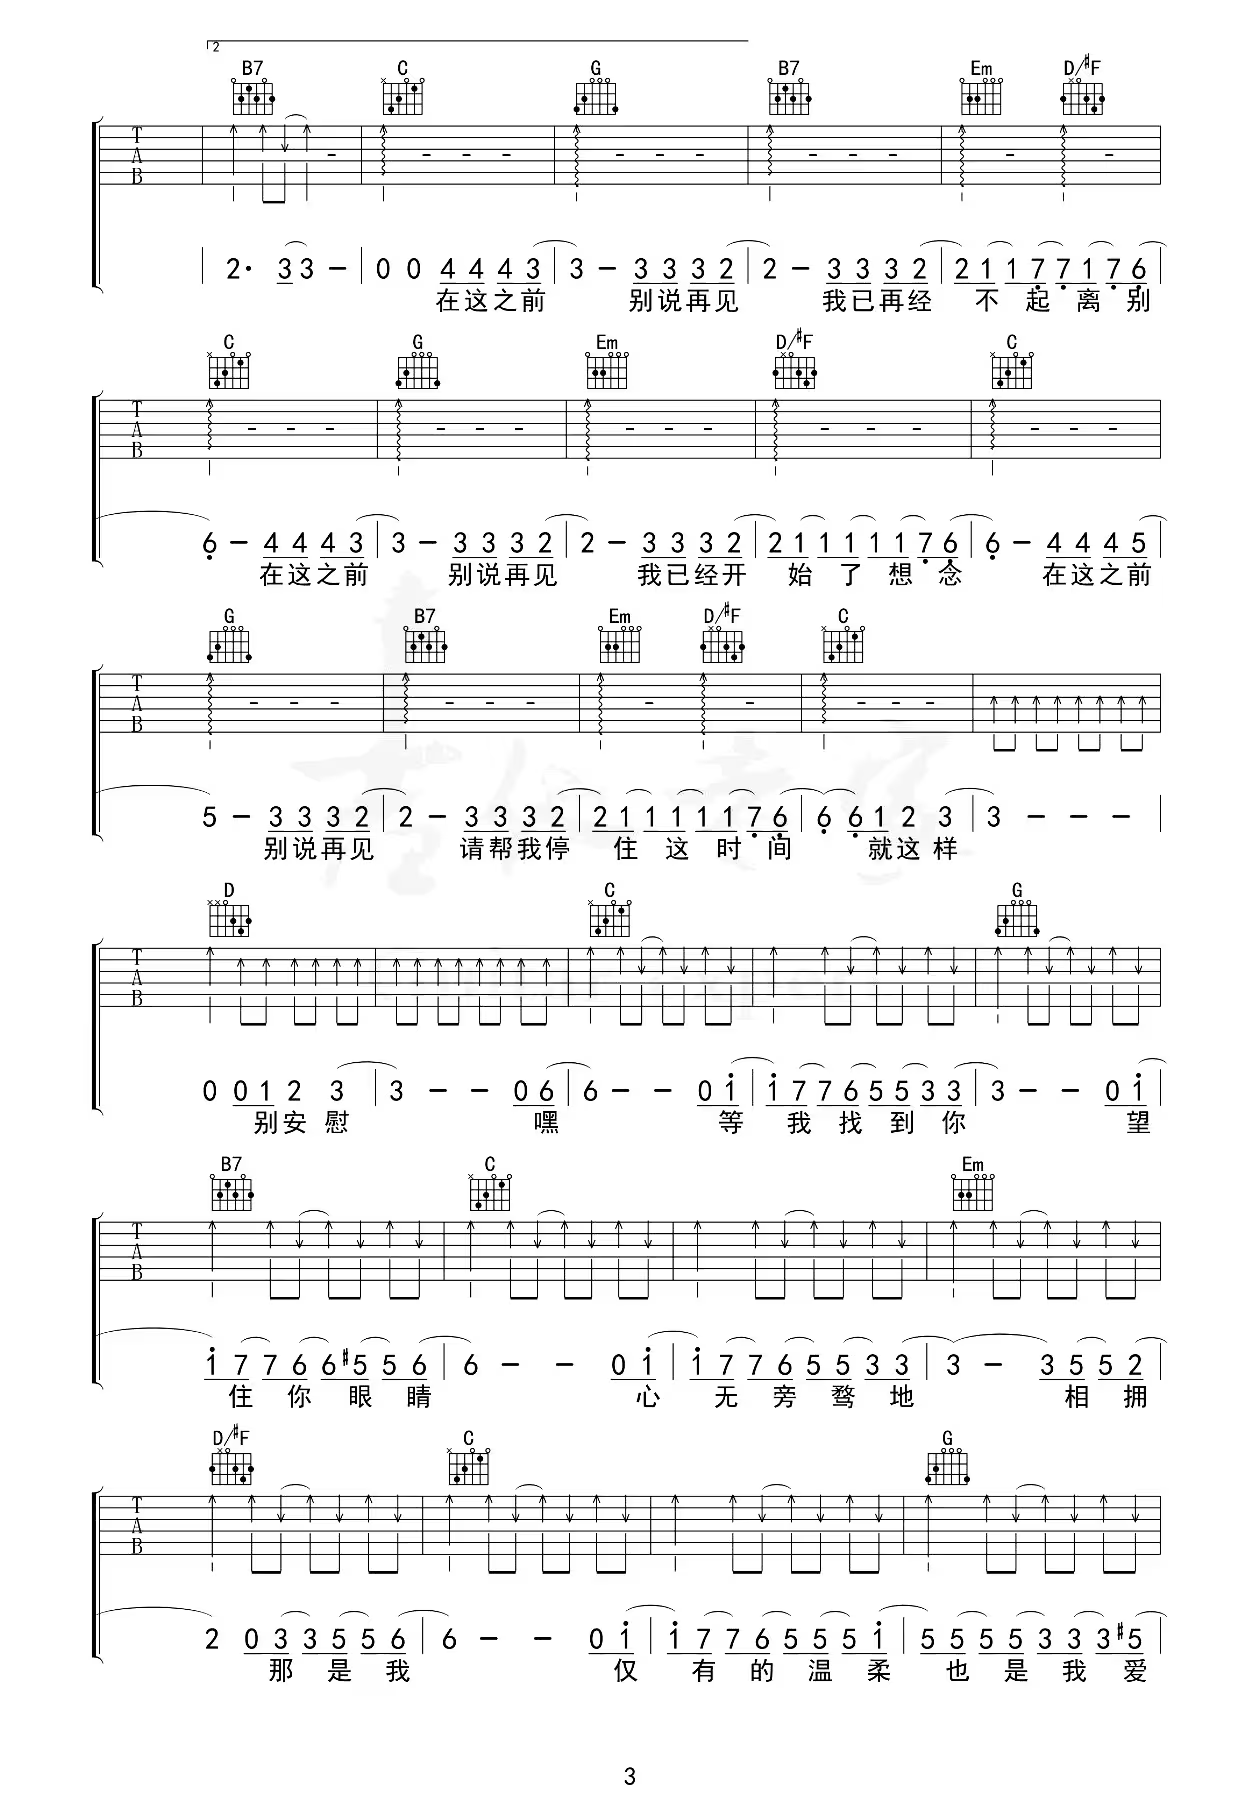 2
B7 C G B7 Em D/#F
T
A
B
2· 3 3 — | 0 0 4 4 4 3 | 3 — 3 3 3 2 | 2 — 3 3 3 2 | 2 1 1 7 7 1 7 6
在这之前 别说再见 我已再经 不起离别
C G Em D/#F C
T
A
B
6 — 4 4 4 3 | 3 — 3 3 3 2 | 2 — 3 3 3 2 | 2 1 1 1 1 1 7 6 | 6 — 4 4 4 5
在这之前 别说再见 我已经开 始了想念 在这之前
G B7 Em D/#F C
T
A
B
5 — 3 3 3 2 | 2 — 3 3 3 2 | 2 1 1 1 1 1 7 6 | 6 6 1 2 3 | 3 — — —
别说再见 请帮我停 住这时间 就这样
D C G
T
A
B
0 0 1 2 3 | 3 — — 0 6 | 6 — — 0 i | i 7 7 6 5 5 3 3 | 3 — — 0 i
别安慰 嘿 等 我找到你 望
B7 C Em
T
A
B
i 7 7 6 6 #5 5 6 | 6 — — 0 i | i 7 7 6 5 5 3 3 | 3 — 3 5 5 2
住你眼睛 心 无旁骛地 相拥
D/#F C G
T
A
B
2 0 3 3 5 5 6 | 6 — — 0 i | i 7 7 6 5 5 5 i | 5 5 5 5 3 3 3 #5
那是我 仅 有的温柔 也是我爱
3